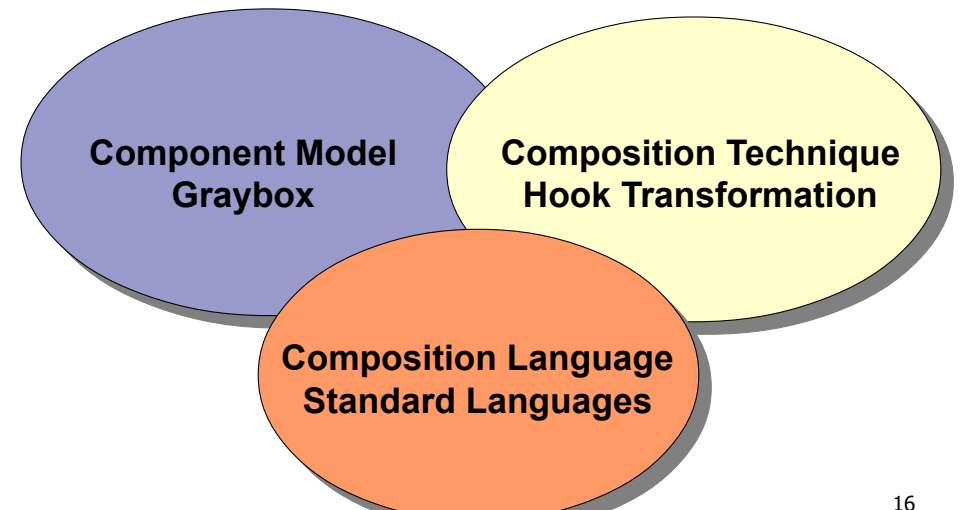 Component Model
Graybox
Composition Technique
Hook Transformation
Composition Language
Standard Languages
16